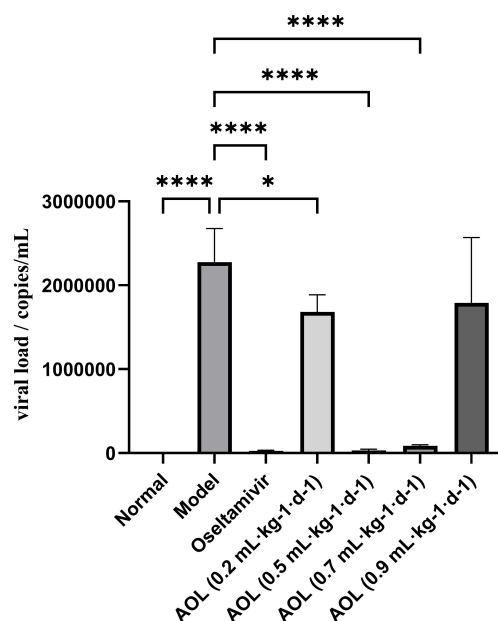 ****
****
****
**** *
3000000
2000000
1000000
0
viral load / copies/mL
Normal
Model
Oseltamivir
AOL (0.2 mL·kg-1·d-1)
AOL (0.5 mL·kg-1·d-1)
AOL (0.7 mL·kg-1·d-1)
AOL (0.9 mL·kg-1·d-1)